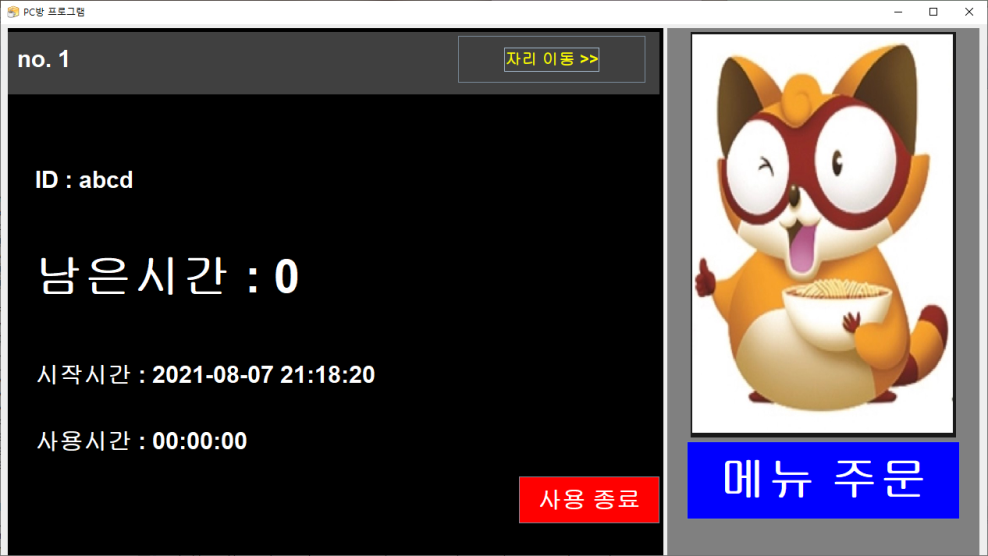 PC방 프로그램
no. 1
자리 이동 >>
ID : abcd
남은시간 : 0
시작시간 : 2021-08-07 21:18:20
사용시간 : 00:00:00
사용 종료
메뉴 주문